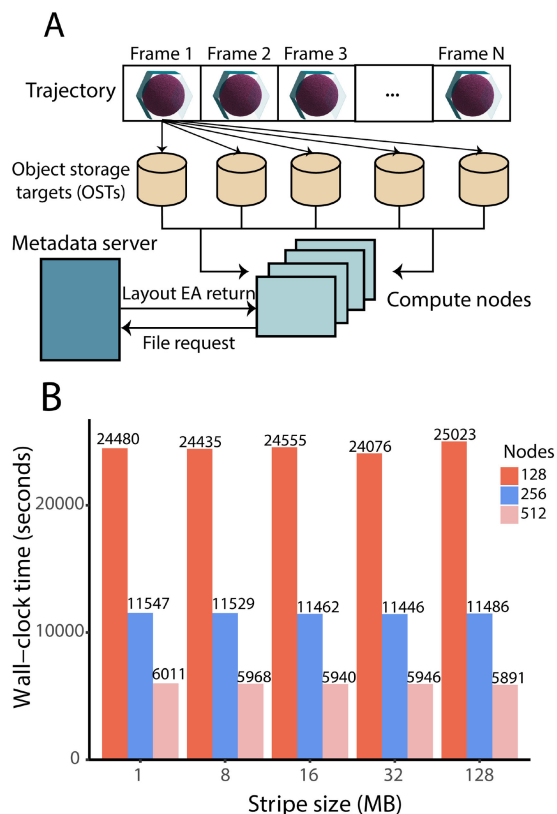 A
Frame 1 Frame 2 Frame 3 Frame N
Trajectory ...
Object storage
targets (OSTs)
Metadata server
Layout EA return
Compute nodes
File request
B
Nodes
128
256
512
24480 24435 24555 24076 25023
11547 11529 11462 11446 11486
6011 5968 5940 5946 5891
Wall-clock time (seconds)
20000
10000
0
1 8 16 32 128
Stripe size (MB)